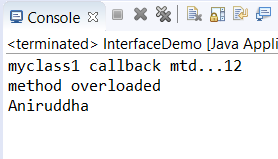 Console
<terminated> InterfaceDemo [Java Appli
myclass1 callback mtd...12
method overloaded
Aniruddha